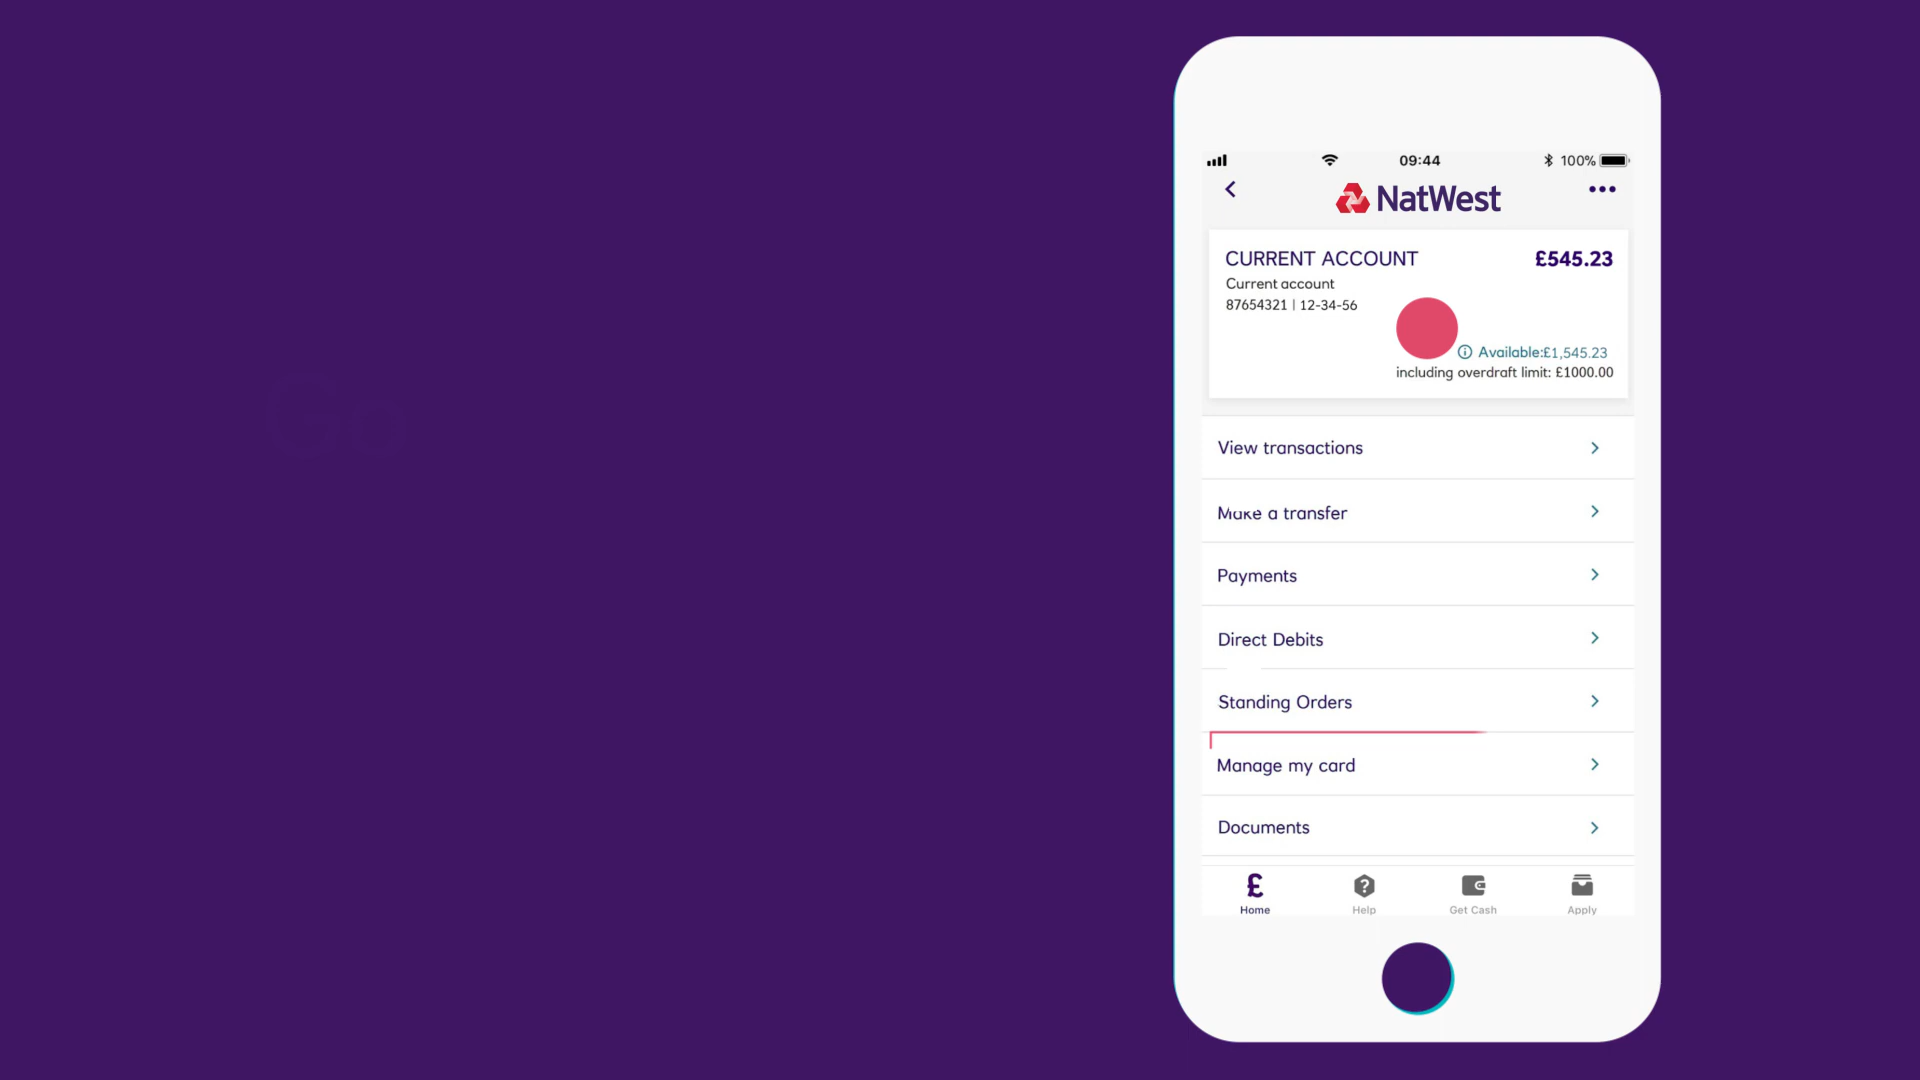 Go
09:44
100%
NatWest
CURRENT ACCOUNT
£545.23
Current account
87654321 | 12-34-56
Available:£1,545.23
including overdraft limit: £1000.00
View transactions
Make a transfer
Payments
Direct Debits
Standing Orders
Manage my card
Documents
£
Home
Help
Get Cash
Apply